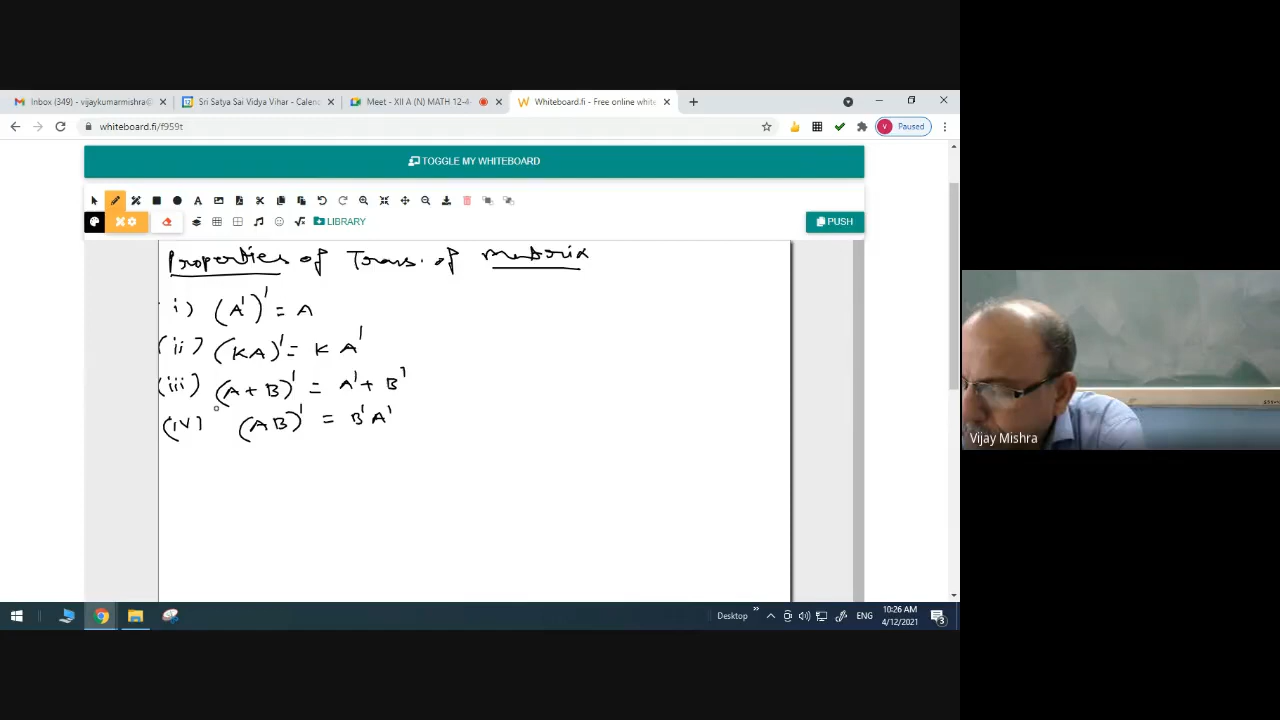 Inbox (349) - vijaykumarmishra@
Sri Satya Sai Vidya Vihar - Calend
Meet - XII A (N) MATH 12-4-
Whiteboard.fi - Free online white
whiteboard.fi/f959t
V Paused
TOGGLE MY WHITEBOARD
LIBRARY
PUSH
Properties of Trans. of matrix
i) (A')' = A
(ii) (KA)' = K A'
(iii) (A + B)' = A' + B'
(iv) (AB)' = B'A'
Vijay Mishra
Desktop
ENG
10:26 AM
4/12/2021
3